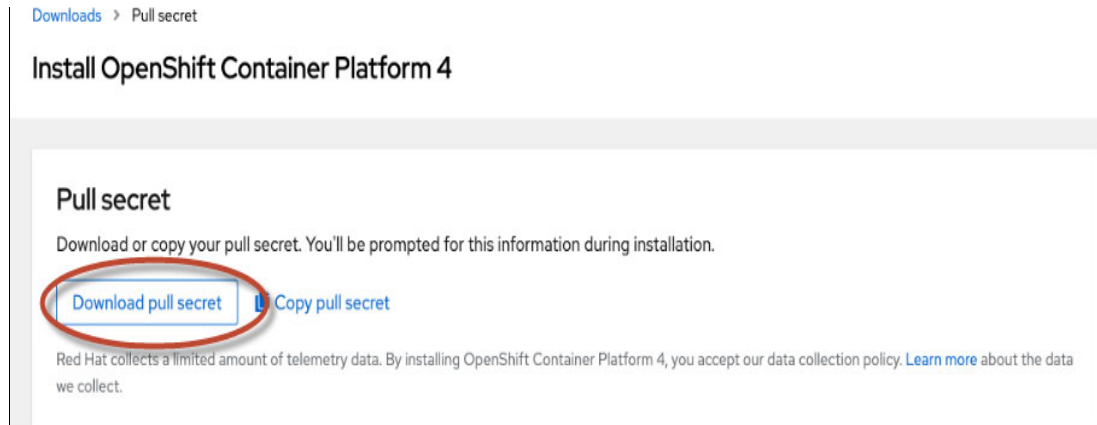 Downloads > Pull secret
Install OpenShift Container Platform 4
Pull secret
Download or copy your pull secret. You'll be prompted for this information during installation.
Download pull secret Copy pull secret
Red Hat collects a limited amount of telemetry data. By installing OpenShift Container Platform 4, you accept our data collection policy. Learn more about the data
we collect.